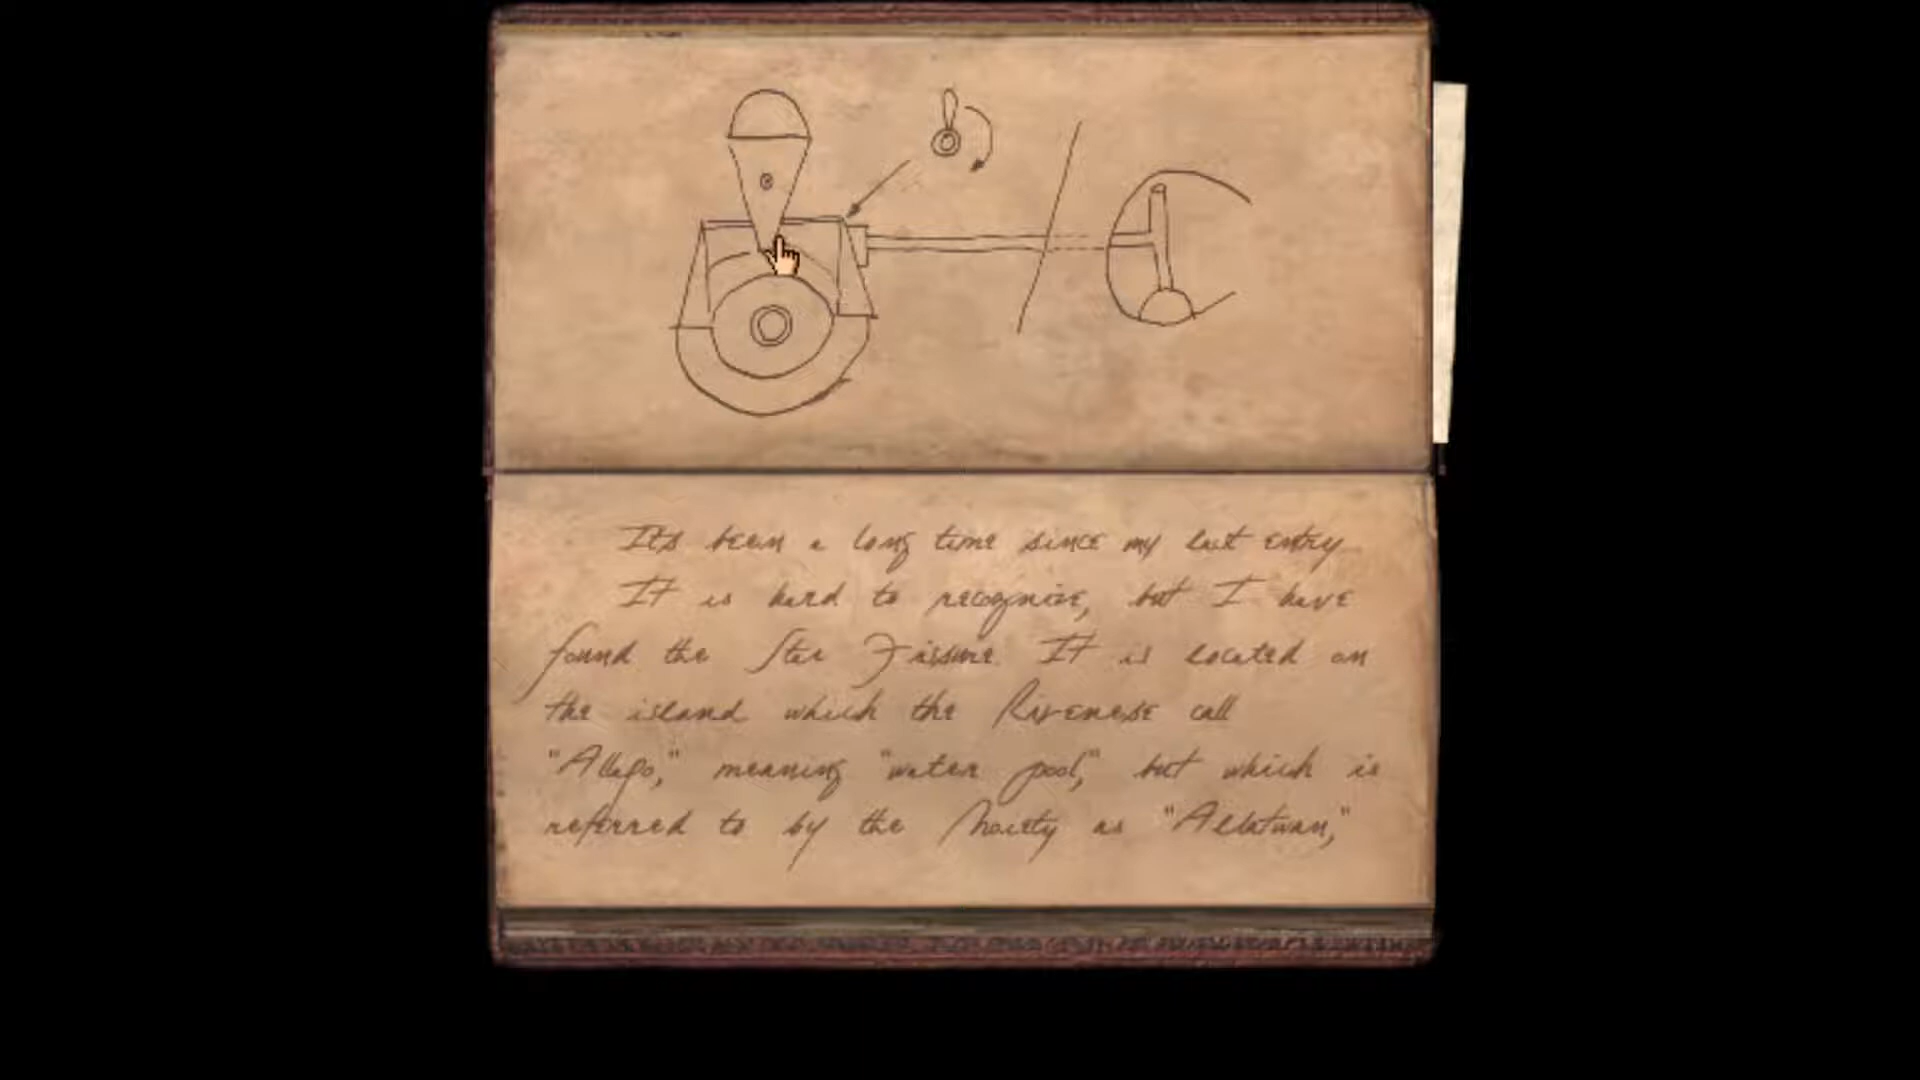 It's been a long time since my last entry.
It is hard to recognize, but I have
found the Star Fissure. It is located on
the island which the Rivenese call
"Allapo," meaning "water pool," but which is
referred to by the Moiety as "Allatwan,"